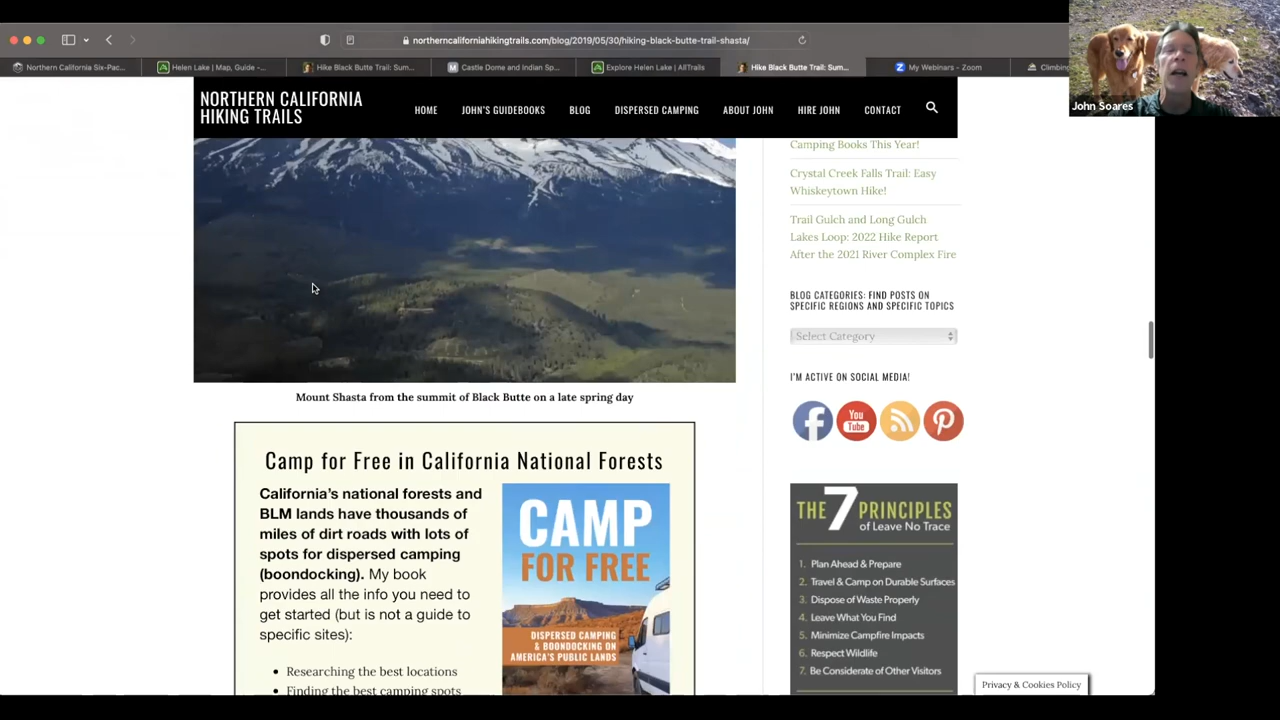 northerncaliforniahikingtrails.com/blog/2019/05/30/hiking-black-butte-trail-shasta/
Northern California Six-Pac...
Helen Lake | Map, Guide - ...
Hike Black Butte Trail: Sum...
Castle Dome and Indian Sp...
Explore Helen Lake | AllTrails
Hike Black Butte Trail: Sum...
My Webinars - Zoom
Climbing
John Soares
NORTHERN CALIFORNIA
HIKING TRAILS
HOME
JOHN'S GUIDEBOOKS
BLOG
DISPERSED CAMPING
ABOUT JOHN
HIRE JOHN
CONTACT
Camping Books This Year!
Crystal Creek Falls Trail: Easy
Whiskeytown Hike!
Trail Gulch and Long Gulch
Lakes Loop: 2022 Hike Report
After the 2021 River Complex Fire
BLOG CATEGORIES: FIND POSTS ON
SPECIFIC REGIONS AND SPECIFIC TOPICS
Select Category
I'M ACTIVE ON SOCIAL MEDIA!
You
Tube
THE 7 PRINCIPLES
of Leave No Trace
1. Plan Ahead & Prepare
2. Travel & Camp on Durable Surfaces
3. Dispose of Waste Properly
4. Leave What You Find
5. Minimize Campfire Impacts
6. Respect Wildlife
7. Be Considerate of Other Visitors
Mount Shasta from the summit of Black Butte on a late spring day
Camp for Free in California National Forests
California's national forests and
BLM lands have thousands of
miles of dirt roads with lots of
spots for dispersed camping
(boondocking). My book
provides all the info you need to
get started (but is not a guide to
specific sites):
• Researching the best locations
• Finding the best camping spots
CAMP
FOR FREE
DISPERSED CAMPING
& BOONDOCKING ON
AMERICA'S PUBLIC LANDS
Privacy & Cookies Policy